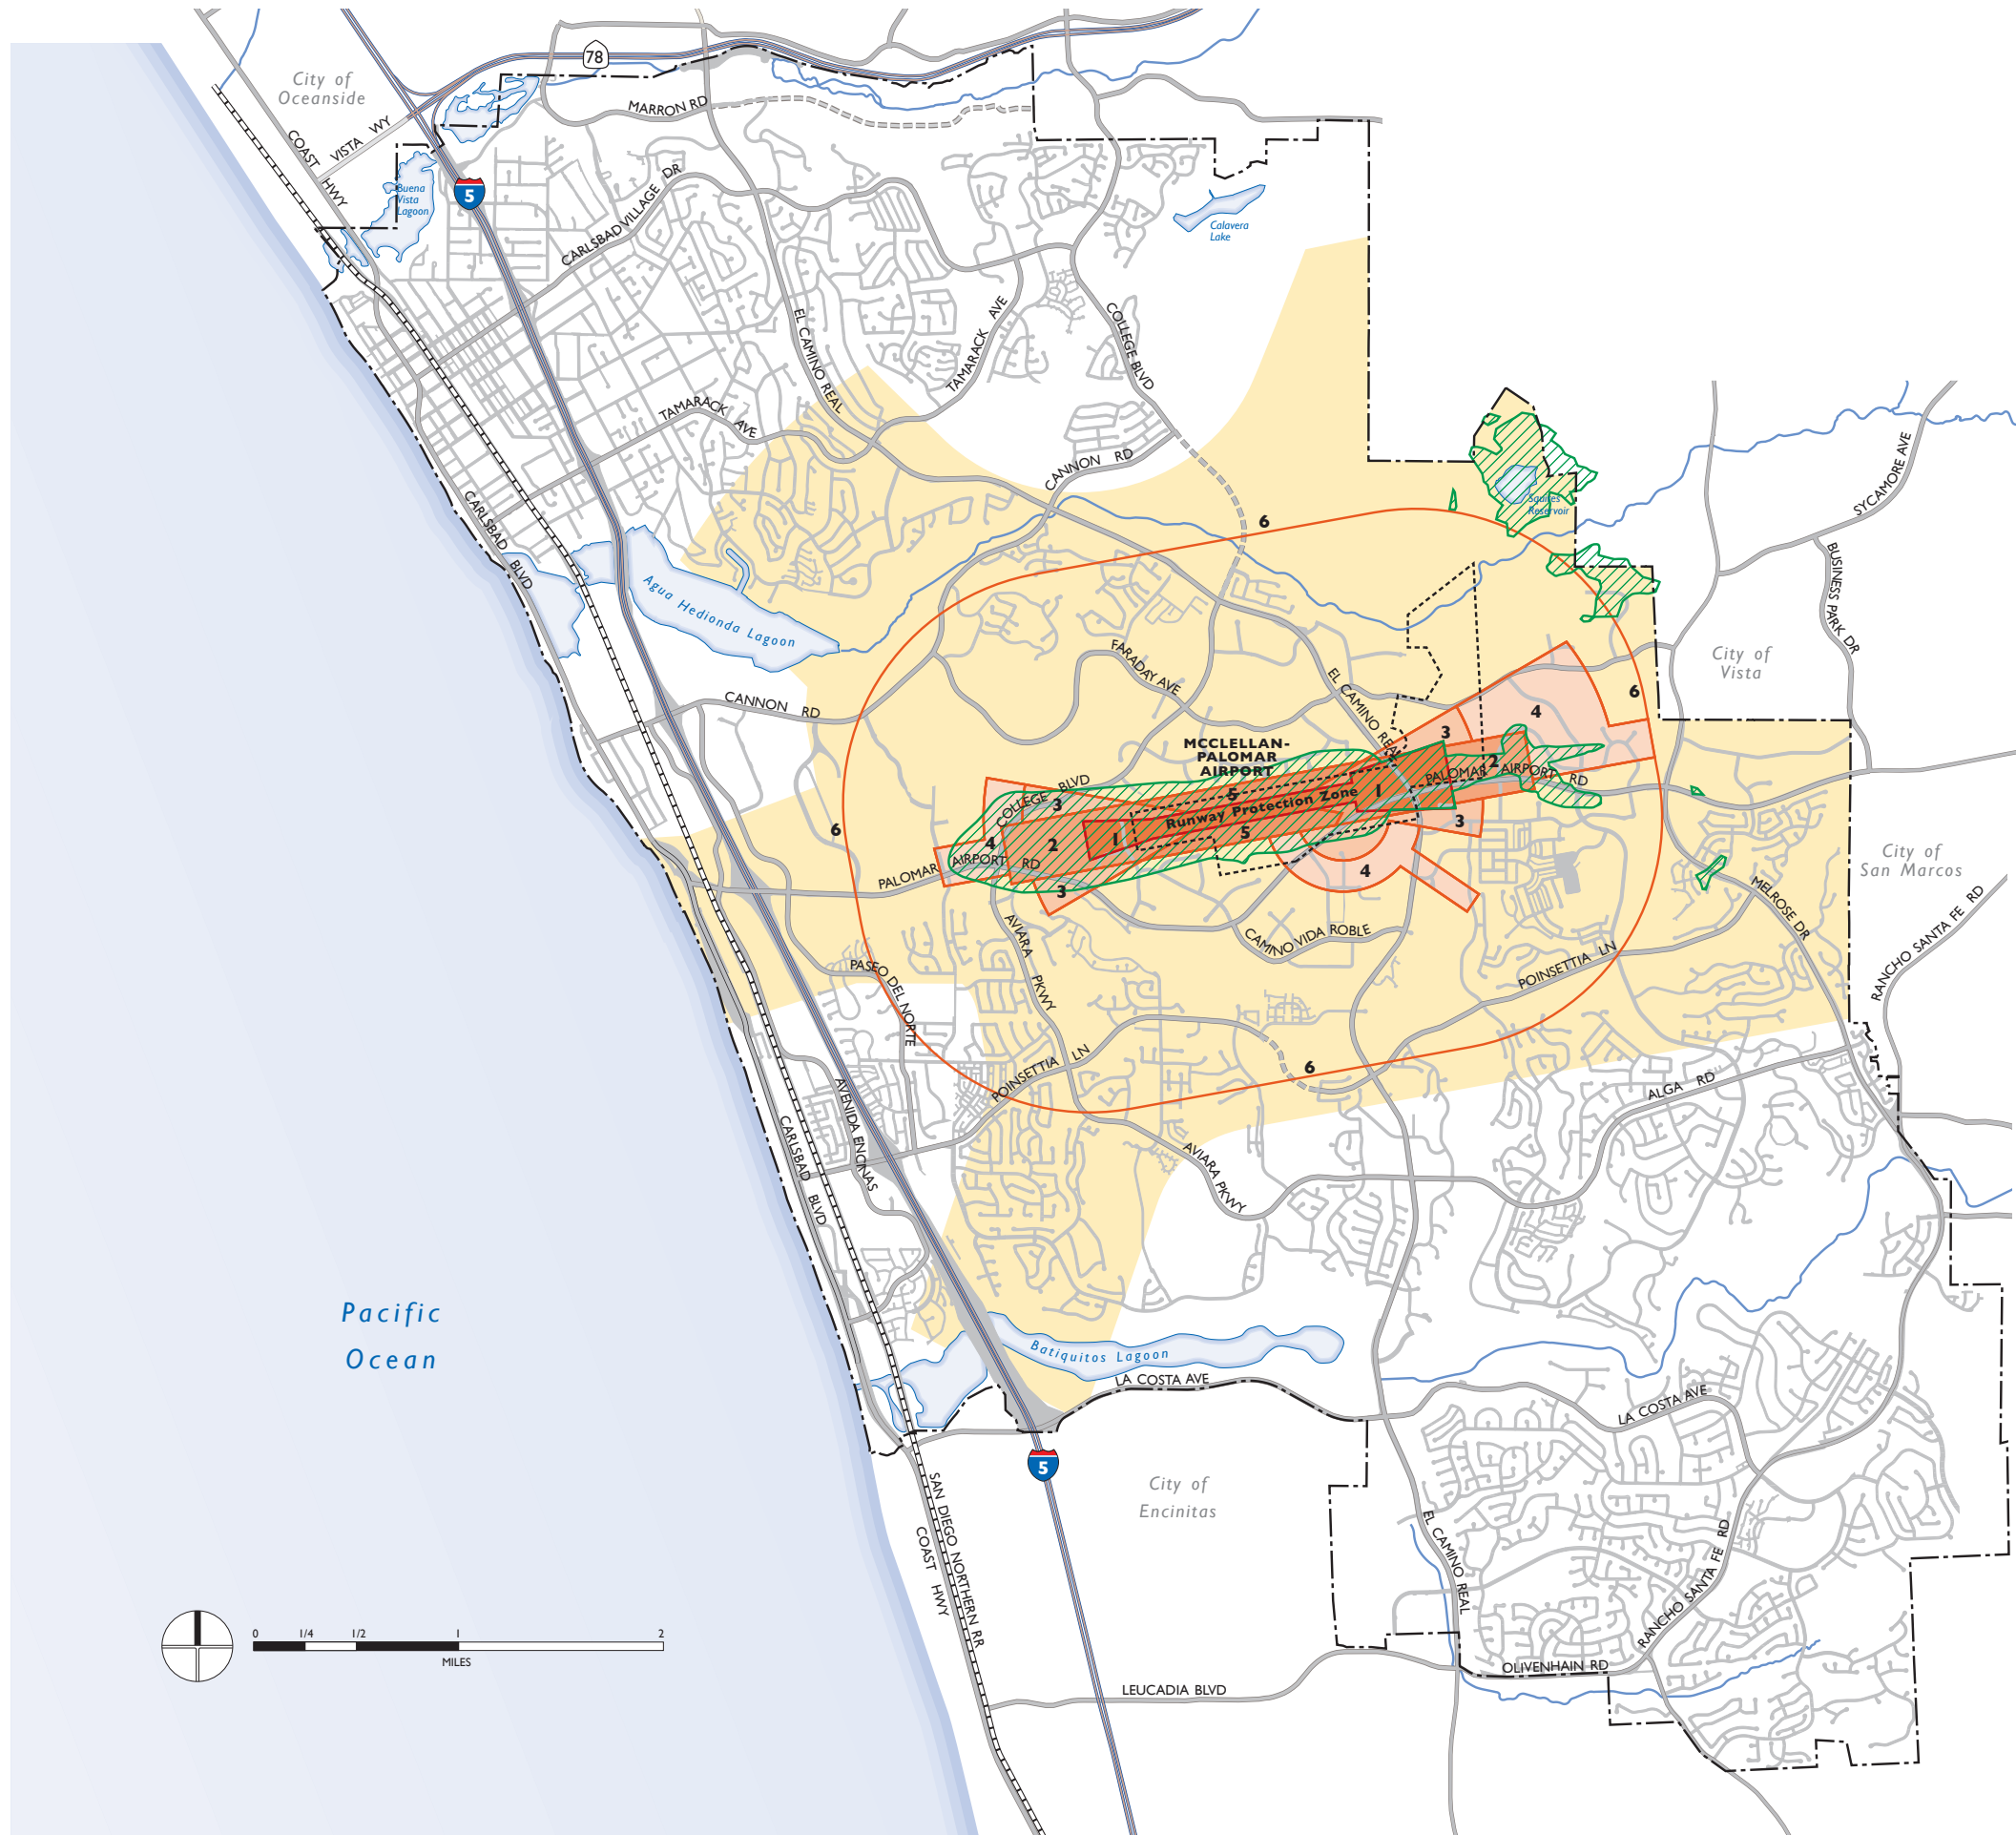 78
City of
Oceanside
MARRON RD
COAST HWY
VISTA WY
Buena
Vista
Lagoon
5
CARLSBAD VILLAGE DR
Calavera
Lake
EL CAMINO REAL
TAMARACK AVE
COLLEGE BLVD
TAMARACK AVE
CANNON RD
SYCAMORE AVE
CARLSBAD BLVD
Squires
Reservoir
6
BUSINESS PARK DR
Agua Hedionda Lagoon
FARADAY AVE
City of
Vista
EL CAMINO REAL
CANNON RD
6
4
3
MCCLELLAN-
PALOMAR
AIRPORT
2
PALOMAR AIRPORT RD
COLLEGE BLVD
3
5
Runway Protection Zone
1
5
3
6
1
2
4
PALOMAR AIRPORT RD
4
3
City of
San Marcos
MELROSE DR
AVIARA PKWY
CAMINO VIDA ROBLE
POINSETTIA LN
RANCHO SANTA FE RD
PASEO DEL NORTE
POINSETTIA LN
6
ALGA RD
AVENIDA ENCINAS
CARLSBAD BLVD
AVIARA PKWY
Pacific
Ocean
Batiquitos Lagoon
LA COSTA AVE
LA COSTA AVE
5
City of
Encinitas
SAN DIEGO NORTHERN RR
COAST HWY
EL CAMINO REAL
RANCHO SANTA FE RD
0 1/4 1/2 1 2
MILES
OLIVENHAIN RD
LEUCADIA BLVD